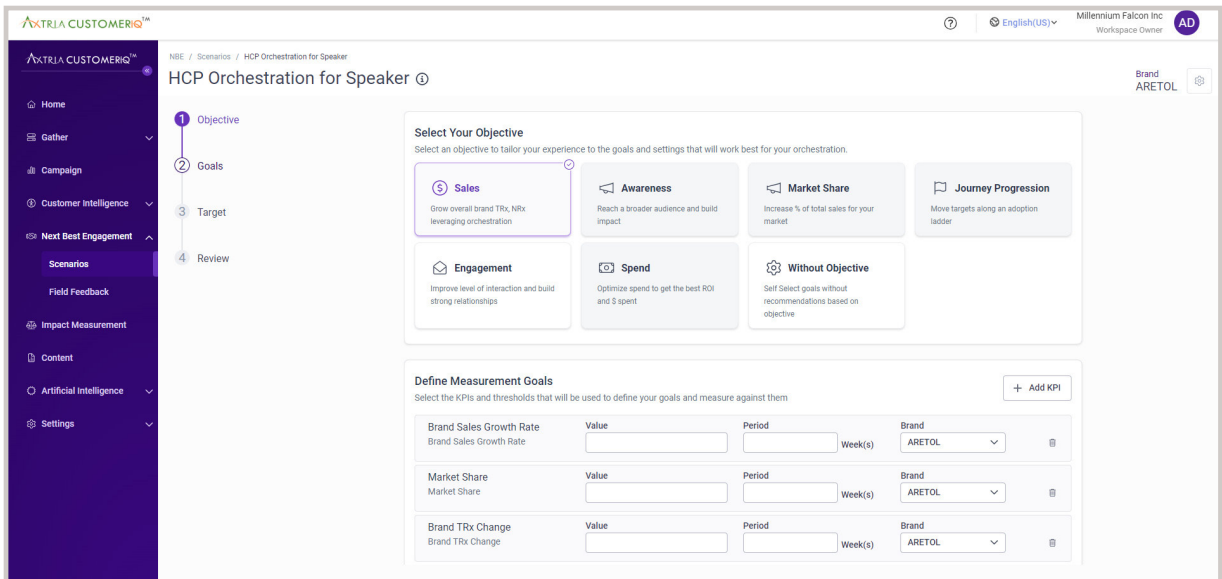 AXTRIA CUSTOMERiQ™
English(US)
Millennium Falcon Inc
Workspace Owner
AD
AXTRIA CUSTOMERiQ™
Home
Gather
Campaign
Customer Intelligence
Next Best Engagement
Scenarios
Field Feedback
Impact Measurement
Content
Artificial Intelligence
Settings
NBE / Scenarios / HCP Orchestration for Speaker
HCP Orchestration for Speaker
Brand
ARETOL
1 Objective
2 Goals
3 Target
4 Review
Select Your Objective
Select an objective to tailor your experience to the goals and settings that will work best for your orchestration.
Sales
Grow overall brand TRx, NRx
leveraging orchestration
Awareness
Reach a broader audience and build
impact
Market Share
Increase % of total sales for your
market
Journey Progression
Move targets along an adoption
ladder
Engagement
Improve level of interaction and build
strong relationships
Spend
Optimize spend to get the best ROI
and $ spent
Without Objective
Self Select goals without
recommendations based on
objective
Define Measurement Goals
Select the KPIs and thresholds that will be used to define your goals and measure against them
+ Add KPI
Brand Sales Growth Rate
Brand Sales Growth Rate
Value
Period
Week(s)
Brand
ARETOL
Market Share
Market Share
Value
Period
Week(s)
Brand
ARETOL
Brand TRx Change
Brand TRx Change
Value
Period
Week(s)
Brand
ARETOL